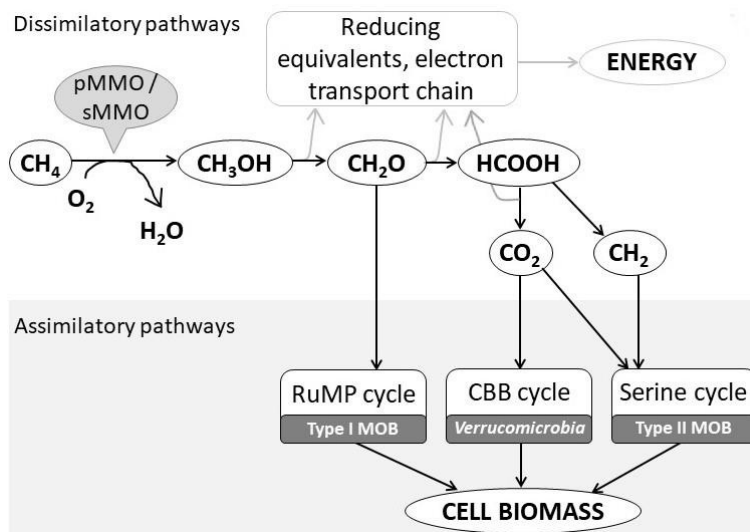 Dissimilatory pathways
Reducing
equivalents, electron
transport chain
ENERGY
pMMO /
sMMO
CH₄
CH₃OH
CH₂O
HCOOH
O₂
H₂O
CO₂
CH₂
Assimilatory pathways
RuMP cycle
CBB cycle
Serine cycle
Type I MOB
Verrucomicrobia
Type II MOB
CELL BIOMASS